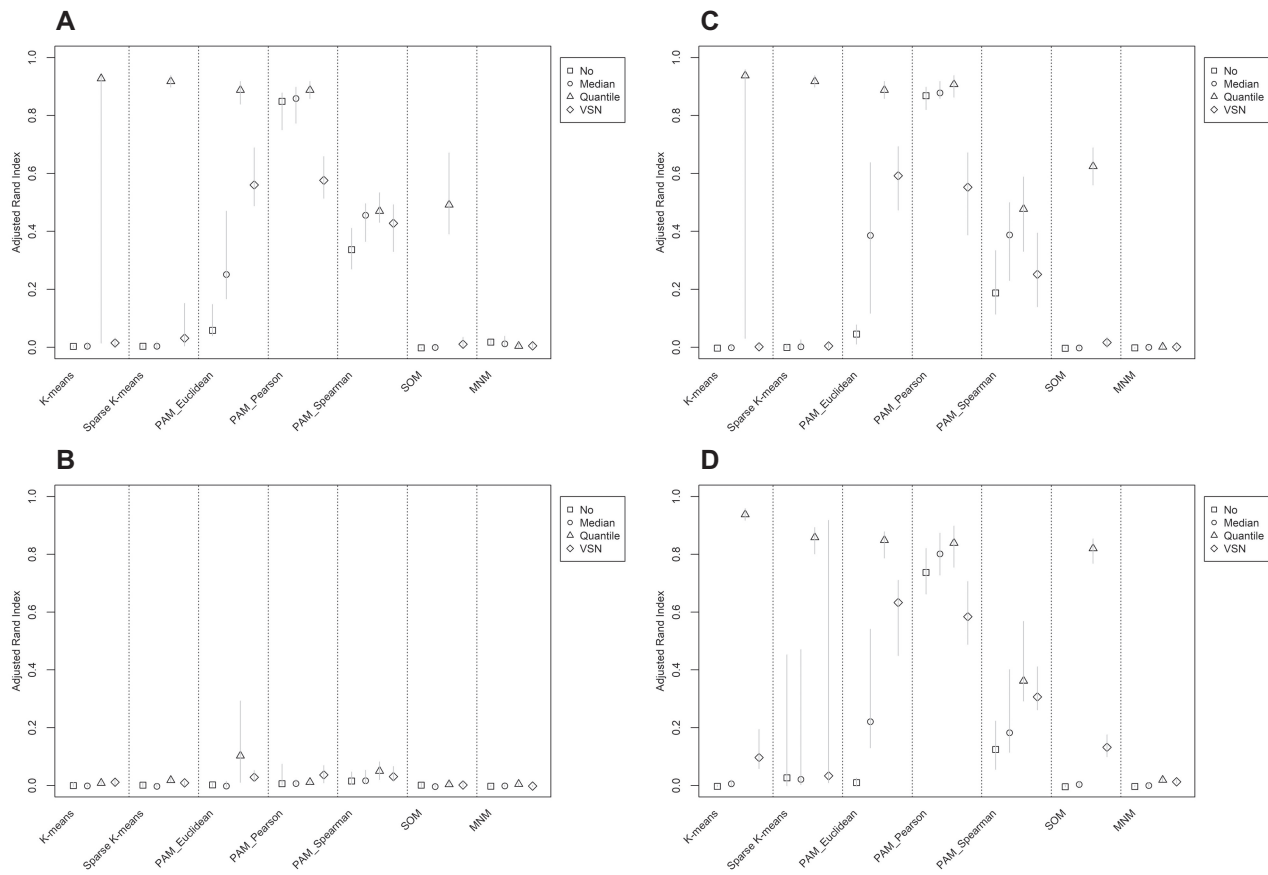 A
Adjusted Rand Index
1.0
0.8
0.6
0.4
0.2
0.0
K-means
Sparse K-means
PAM_Euclidean
PAM_Pearson
PAM_Spearman
SOM
MNM
No
Median
Quantile
VSN
C
Adjusted Rand Index
1.0
0.8
0.6
0.4
0.2
0.0
K-means
Sparse K-means
PAM_Euclidean
PAM_Pearson
PAM_Spearman
SOM
MNM
No
Median
Quantile
VSN
B
Adjusted Rand Index
1.0
0.8
0.6
0.4
0.2
0.0
K-means
Sparse K-means
PAM_Euclidean
PAM_Pearson
PAM_Spearman
SOM
MNM
No
Median
Quantile
VSN
D
Adjusted Rand Index
1.0
0.8
0.6
0.4
0.2
0.0
K-means
Sparse K-means
PAM_Euclidean
PAM_Pearson
PAM_Spearman
SOM
MNM
No
Median
Quantile
VSN